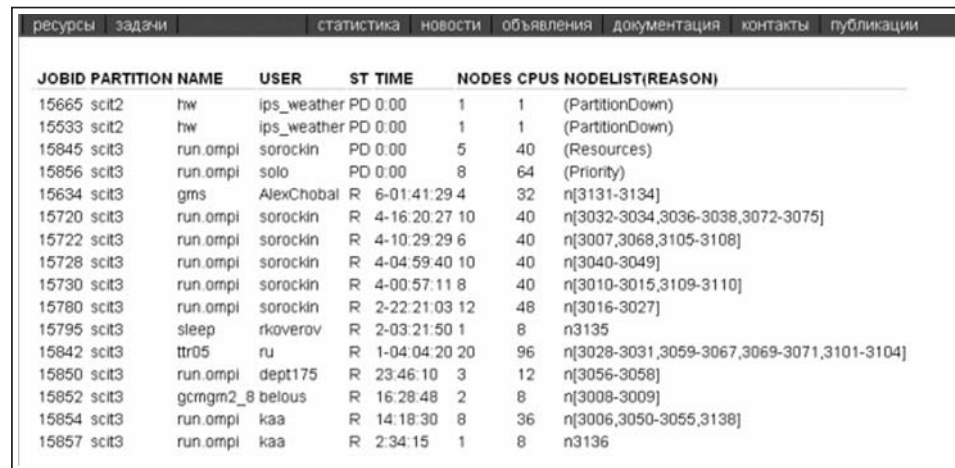 ресурсы задачи статистика новости объявления документация контакты публикации
JOBID PARTITION NAME USER ST TIME NODES CPUS NODELIST(REASON)
15665 scit2 hw ips_weather PD 0:00 1 1 (PartitionDown)
15533 scit2 hw ips_weather PD 0:00 1 1 (PartitionDown)
15845 scit3 run.ompi sorockin PD 0:00 5 40 (Resources)
15856 scit3 run.ompi solo PD 0:00 8 64 (Priority)
15634 scit3 gms AlexChobal R 6-01:41:29 4 32 n[3131-3134]
15720 scit3 run.ompi sorockin R 4-16:20:27 10 40 n[3032-3034,3036-3038,3072-3075]
15722 scit3 run.ompi sorockin R 4-10:29:29 6 40 n[3007,3068,3105-3108]
15728 scit3 run.ompi sorockin R 4-04:59:40 10 40 n[3040-3049]
15730 scit3 run.ompi sorockin R 4-00:57:11 8 40 n[3010-3015,3109-3110]
15780 scit3 run.ompi sorockin R 2-22:21:03 12 48 n[3016-3027]
15795 scit3 sleep rkoverov R 2-03:21:50 1 8 n3135
15842 scit3 ttr05 ru R 1-04:04:20 20 96 n[3028-3031,3059-3067,3069-3071,3101-3104]
15850 scit3 run.ompi dept175 R 23:46:10 3 12 n[3056-3058]
15852 scit3 gcmgm2_8 belous R 16:28:48 2 8 n[3008-3009]
15854 scit3 run.ompi kaa R 14:18:30 8 36 n[3006,3050-3055,3138]
15857 scit3 run.ompi kaa R 2:34:15 1 8 n3136